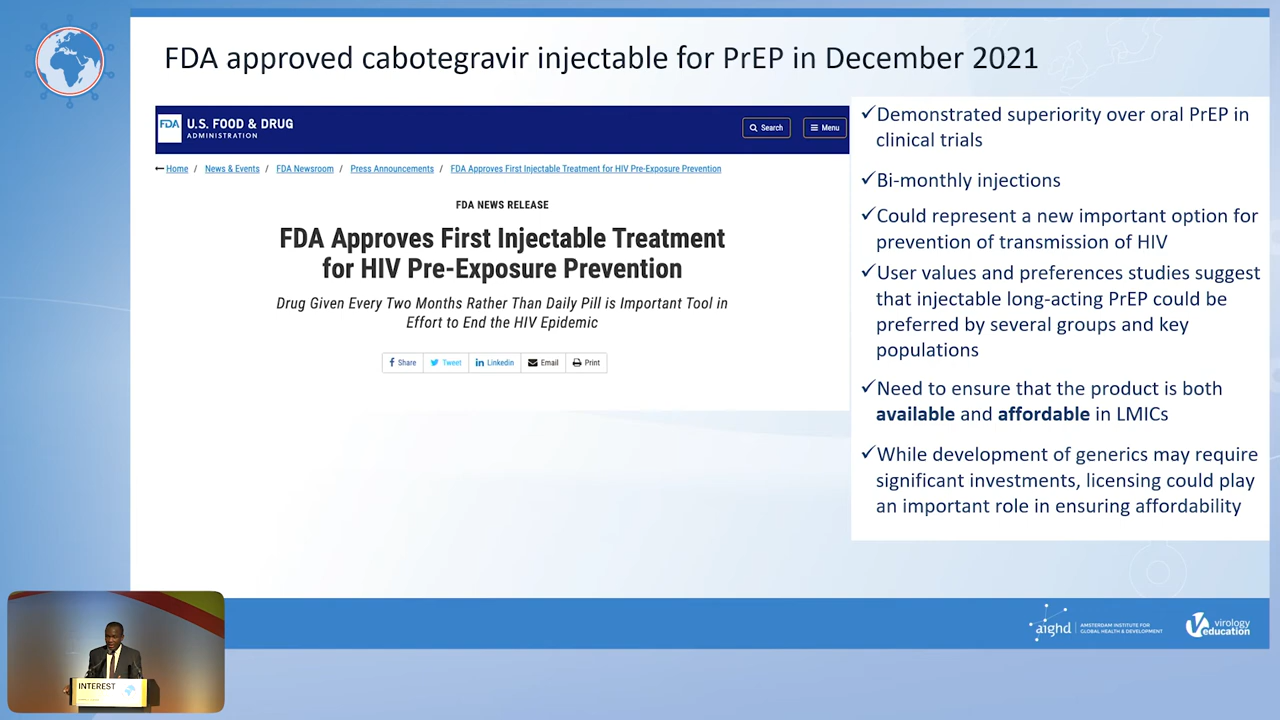 FDA approved cabotegravir injectable for PrEP in December 2021
FDA
U.S. FOOD & DRUG
ADMINISTRATION
Search
Menu
Home / News & Events / FDA Newsroom / Press Announcements / FDA Approves First Injectable Treatment for HIV Pre-Exposure Prevention
FDA NEWS RELEASE
FDA Approves First Injectable Treatment
for HIV Pre-Exposure Prevention
Drug Given Every Two Months Rather Than Daily Pill is Important Tool in
Effort to End the HIV Epidemic
Share
Tweet
Linkedin
Email
Print
✓Demonstrated superiority over oral PrEP in
clinical trials
✓Bi-monthly injections
✓Could represent a new important option for
prevention of transmission of HIV
✓User values and preferences studies suggest
that injectable long-acting PrEP could be
preferred by several groups and key
populations
✓Need to ensure that the product is both
available and affordable in LMICs
✓While development of generics may require
significant investments, licensing could play
an important role in ensuring affordability
INTEREST
aighd
AMSTERDAM INSTITUTE FOR
GLOBAL HEALTH & DEVELOPMENT
virology
education